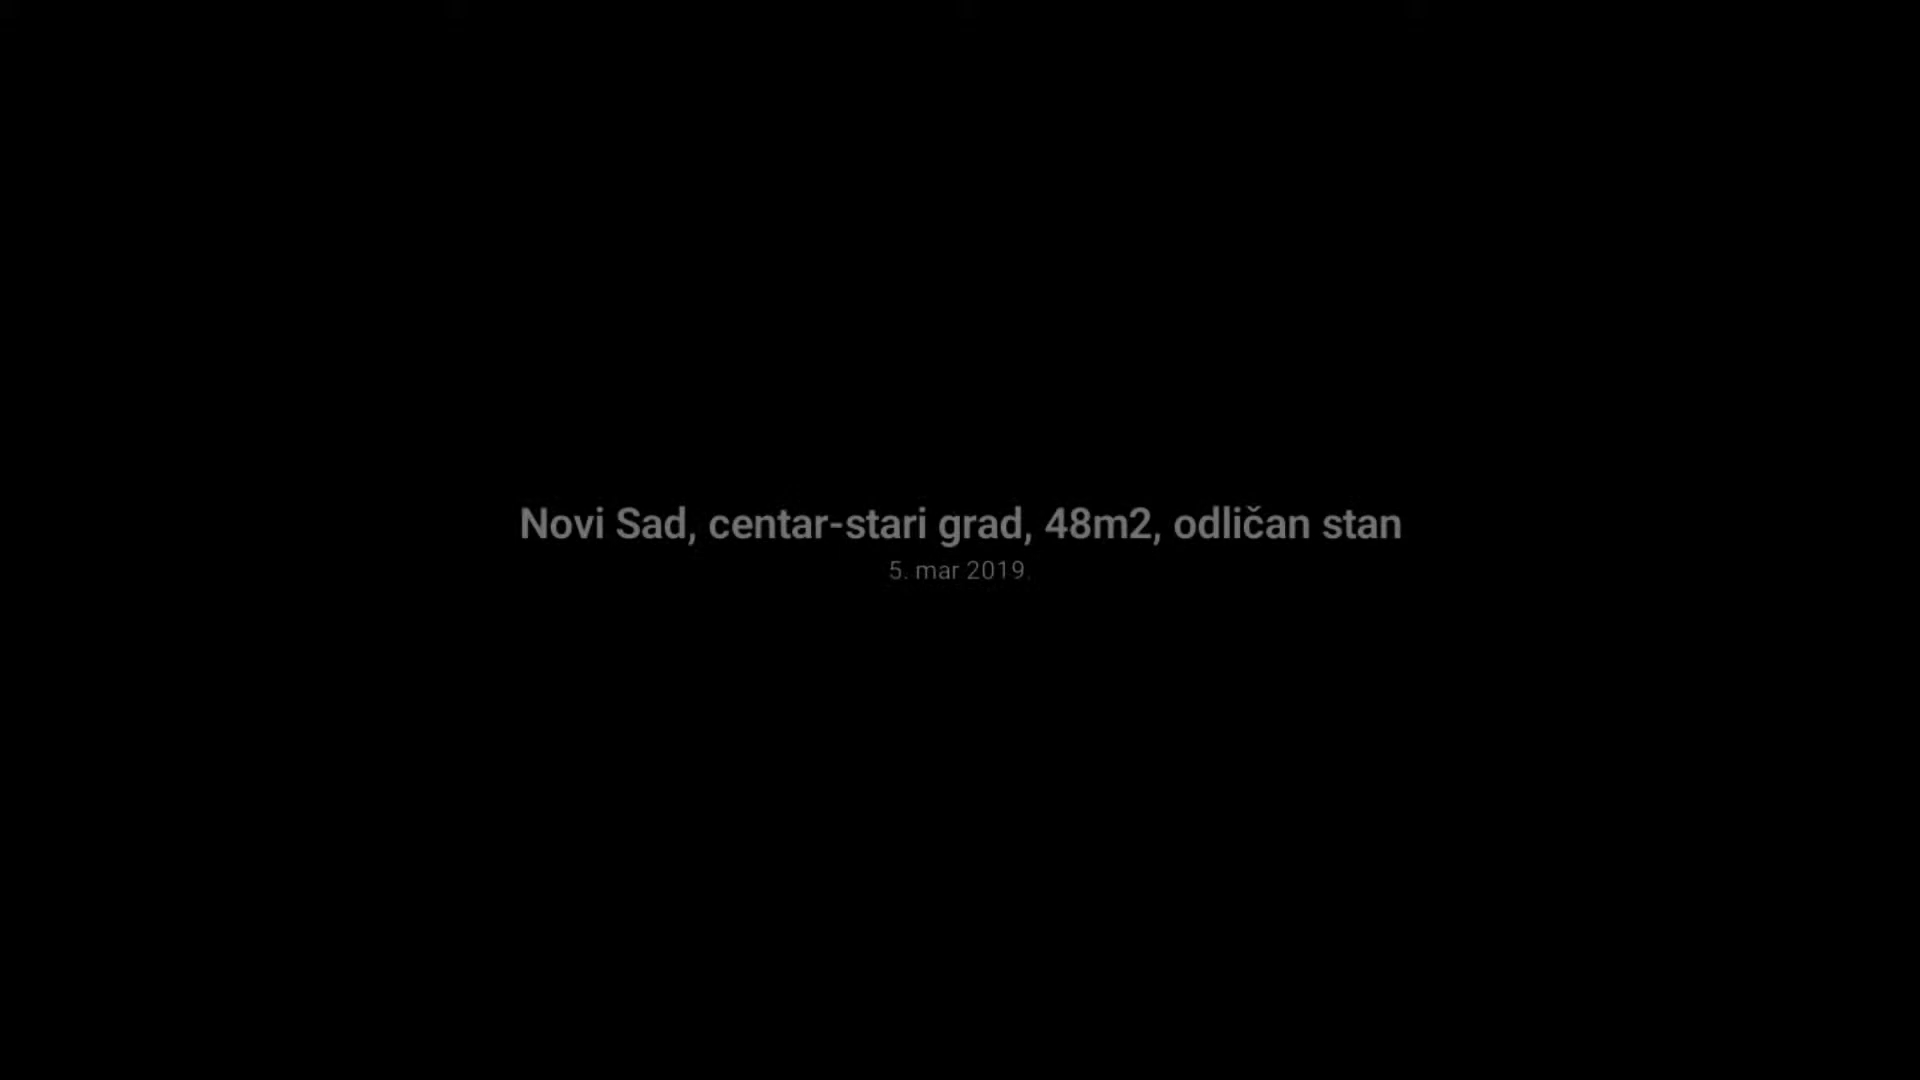 Novi Sad, centar-stari grad, 48m2, odličan stan
5. mar 2019.